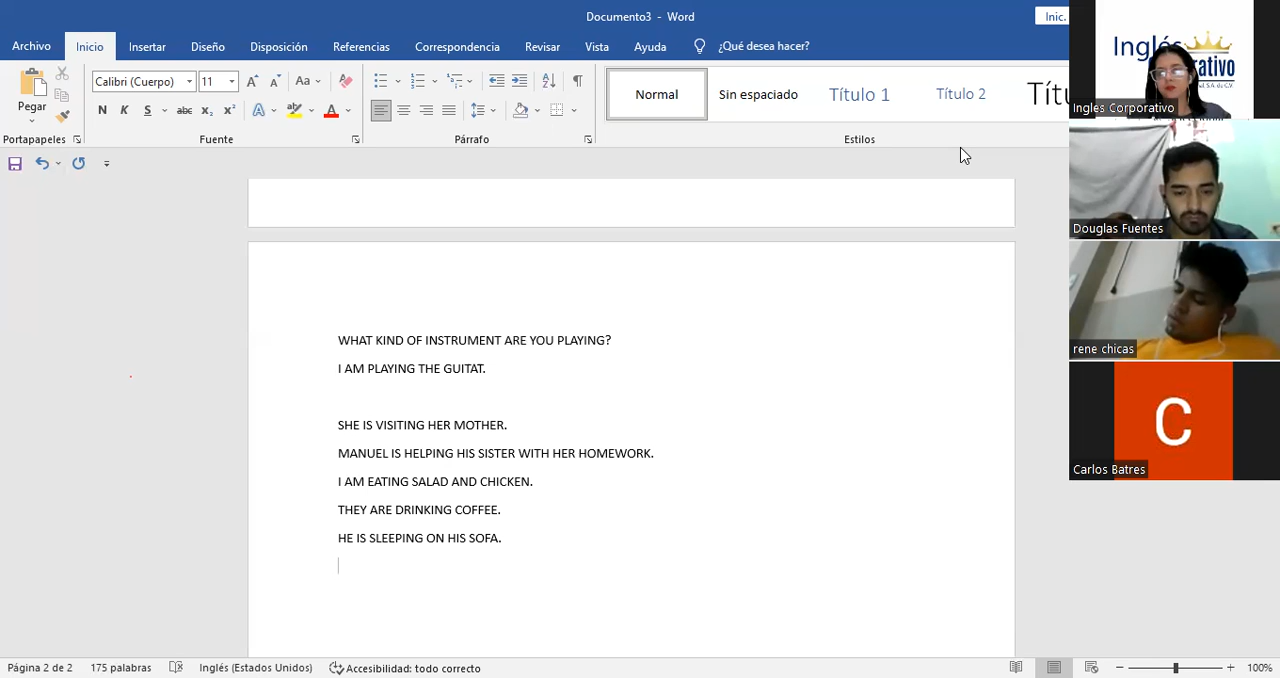 Documento3 - Word
Inic.
Archivo Inicio Insertar Diseño Disposición Referencias Correspondencia Revisar Vista Ayuda ¿Qué desea hacer?
Pegar
Calibri (Cuerpo) 11
Aa
N K S abc x₂ x²
Normal Sin espaciado Título 1 Título 2
Portapapeles Fuente Párrafo Estilos
WHAT KIND OF INSTRUMENT ARE YOU PLAYING?
I AM PLAYING THE GUITAT.
SHE IS VISITING HER MOTHER.
MANUEL IS HELPING HIS SISTER WITH HER HOMEWORK.
I AM EATING SALAD AND CHICKEN.
THEY ARE DRINKING COFFEE.
HE IS SLEEPING ON HIS SOFA.
Página 2 de 2 175 palabras Inglés (Estados Unidos) Accesibilidad: todo correcto 100%
Ingles Corporativo
Douglas Fuentes
rene chicas
C
Carlos Batres